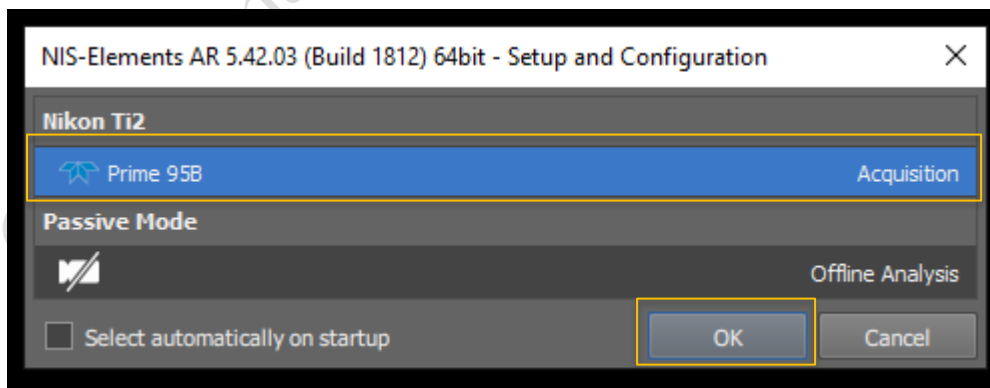 NIS-Elements AR 5.42.03 (Build 1812) 64bit - Setup and Configuration
Nikon Ti2
Prime 95B Acquisition
Passive Mode
Offline Analysis
Select automatically on startup OK Cancel